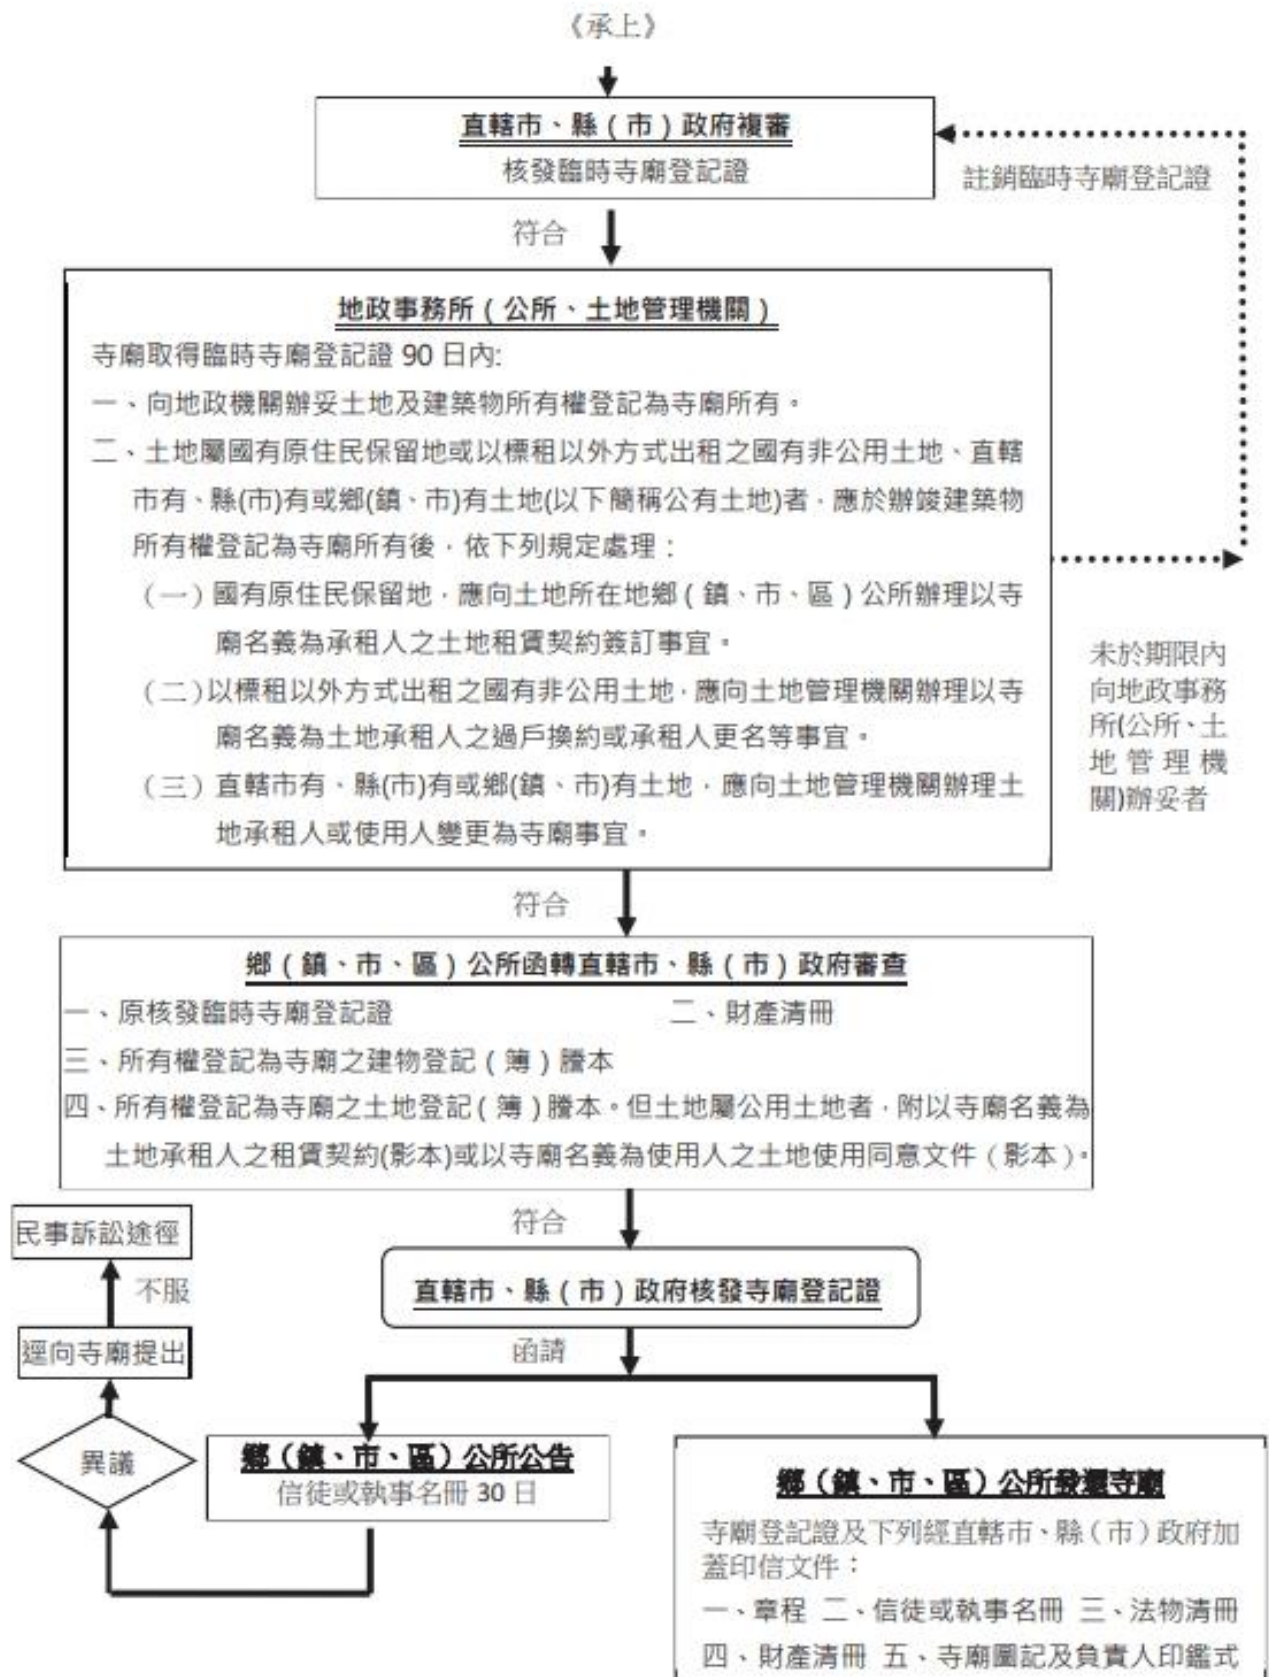 《承上》
直轄市、縣（市）政府複審
核發臨時寺廟登記證
註銷臨時寺廟登記證
符合
地政事務所（公所、土地管理機關）
寺廟取得臨時寺廟登記證 90 日內:
一、向地政機關辦妥土地及建築物所有權登記為寺廟所有。
二、土地屬國有原住民保留地或以標租以外方式出租之國有非公用土地、直轄
市有、縣(市)有或鄉(鎮、市)有土地(以下簡稱公有土地)者，應於辦竣建築物
所有權登記為寺廟所有後，依下列規定處理：
（一）國有原住民保留地，應向土地所在地鄉（鎮、市、區）公所辦理以寺
廟名義為承租人之土地租賃契約簽訂事宜。
（二）以標租以外方式出租之國有非公用土地，應向土地管理機關辦理以寺
廟名義為土地承租人之過戶換約或承租人更名等事宜。
（三）直轄市有、縣(市)有或鄉(鎮、市)有土地，應向土地管理機關辦理土
地承租人或使用人變更為寺廟事宜。
未於期限內
向地政事務
所(公所、土
地管理機
關)辦妥者
符合
鄉（鎮、市、區）公所函轉直轄市、縣（市）政府審查
一、原核發臨時寺廟登記證 二、財產清冊
三、所有權登記為寺廟之建物登記（簿）謄本
四、所有權登記為寺廟之土地登記（簿）謄本。但土地屬公用土地者，附以寺廟名義為
土地承租人之租賃契約(影本)或以寺廟名義為使用人之土地使用同意文件（影本）。
符合
直轄市、縣（市）政府核發寺廟登記證
函請
民事訴訟途徑
不服
逕向寺廟提出
異議
鄉（鎮、市、區）公所公告
信徒或執事名冊 30 日
鄉（鎮、市、區）公所發還寺廟
寺廟登記證及下列經直轄市、縣（市）政府加
蓋印信文件：
一、章程 二、信徒或執事名冊 三、法物清冊
四、財產清冊 五、寺廟圖記及負責人印鑑式